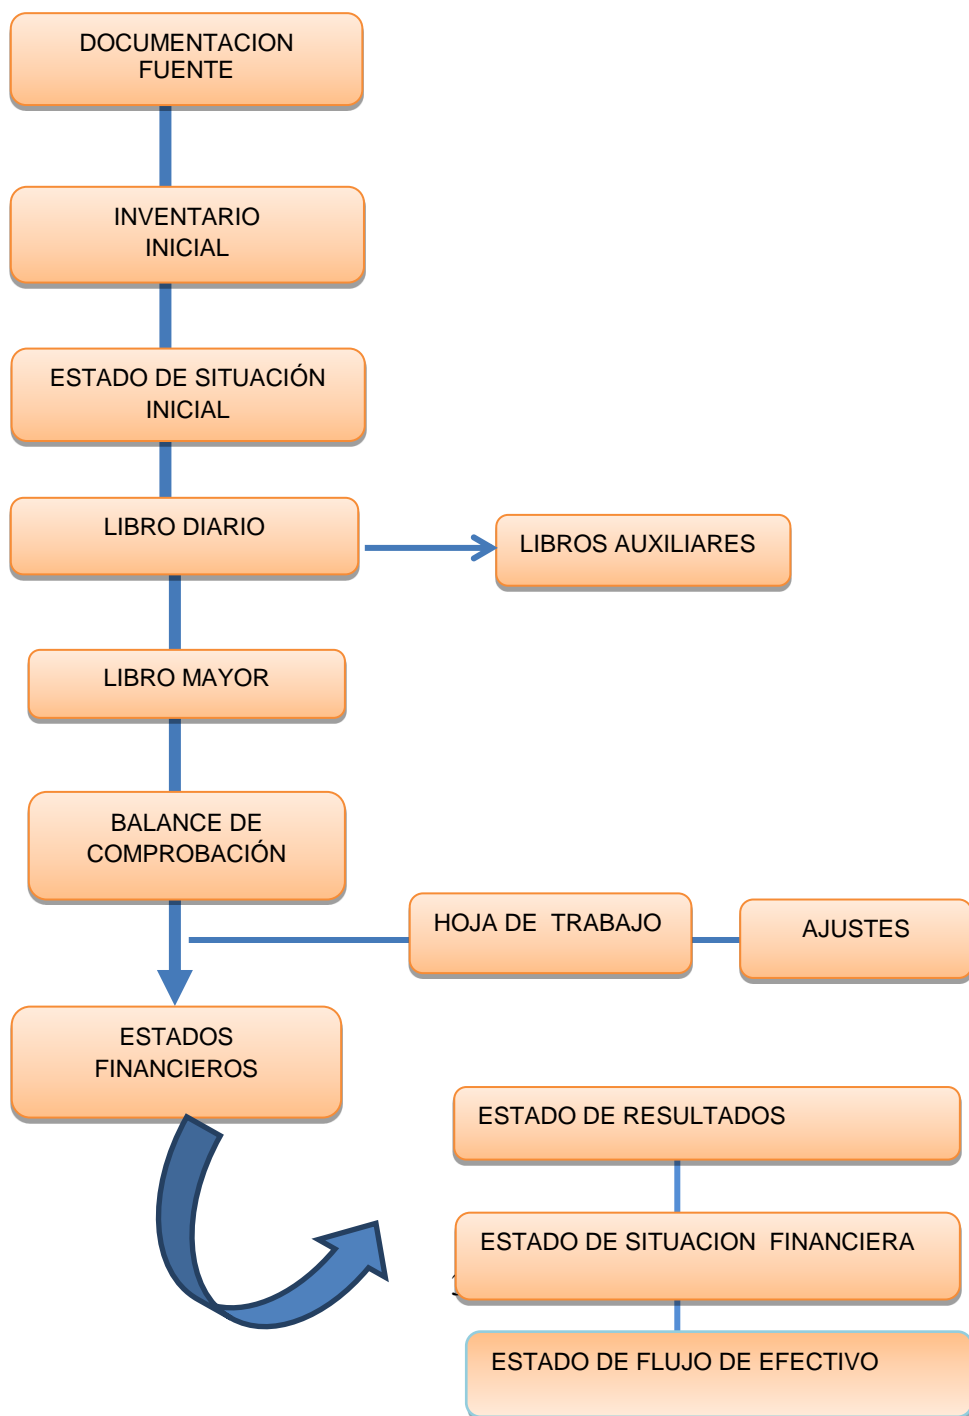 DOCUMENTACION
FUENTE
INVENTARIO
INICIAL
ESTADO DE SITUACIÓN
INICIAL
LIBRO DIARIO
LIBROS AUXILIARES
LIBRO MAYOR
BALANCE DE
COMPROBACIÓN
HOJA DE TRABAJO
AJUSTES
ESTADOS
FINANCIEROS
ESTADO DE RESULTADOS
ESTADO DE SITUACION FINANCIERA
ESTADO DE FLUJO DE EFECTIVO